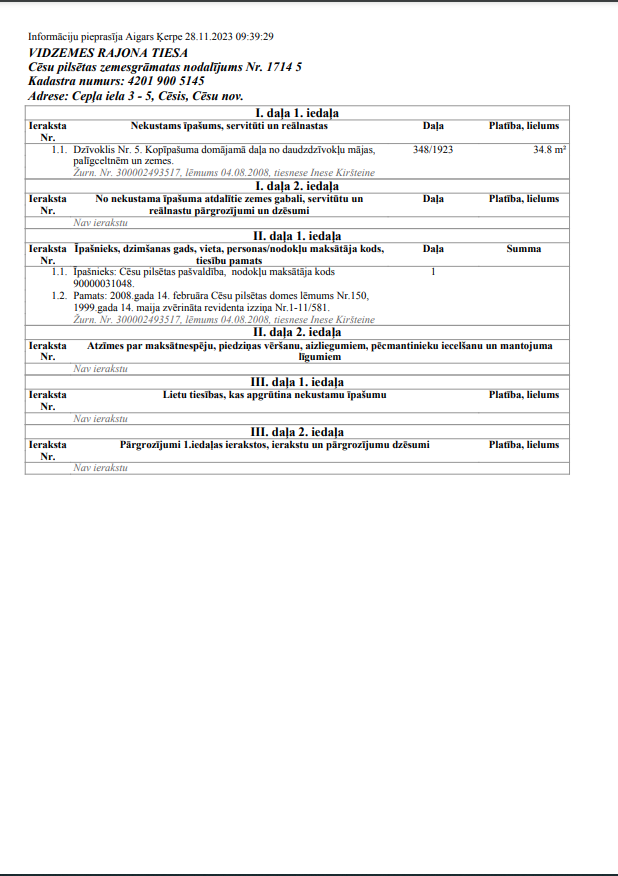 Informāciju pieprasīja Aigars Ķerpe 28.11.2023 09:39:29
VIDZEMES RAJONA TIESA
Cēsu pilsētas zemesgrāmatas nodalījums Nr. 1714 5
Kadastra numurs: 4201 900 5145
Adrese: Cepļa iela 3 - 5, Cēsis, Cēsu nov.
I. daļa 1. iedaļa
Ieraksta Nekustams īpašums, servitūti un reālnastas Daļa Platība, lielums
Nr.
1.1. Dzīvoklis Nr. 5. Kopīpašuma domājamā daļa no daudzdzīvokļu mājas, 348/1923 34.8 m²
palīgceltnēm un zemes.
Žurn. Nr. 300002493517, lēmums 04.08.2008, tiesnese Inese Kiršteine
I. daļa 2. iedaļa
Ieraksta No nekustama īpašuma atdalītie zemes gabali, servitūtu un Daļa Platība, lielums
Nr. reālnastu pārgrozījumi un dzēsumi
Nav ierakstu
II. daļa 1. iedaļa
Ieraksta Īpašnieks, dzimšanas gads, vieta, personas/nodokļu maksātāja kods, Daļa Summa
Nr. tiesību pamats
1.1. Īpašnieks: Cēsu pilsētas pašvaldība, nodokļu maksātāja kods 1
90000031048.
1.2. Pamats: 2008.gada 14. februāra Cēsu pilsētas domes lēmums Nr.150,
1999.gada 14. maija zvērināta revidenta izziņa Nr.1-11/581.
Žurn. Nr. 300002493517, lēmums 04.08.2008, tiesnese Inese Kiršteine
II. daļa 2. iedaļa
Ieraksta Atzīmes par maksātnespēju, piedziņas vēršanu, aizliegumiem, pēcmantinieku iecelšanu un mantojuma
Nr. līgumiem
Nav ierakstu
III. daļa 1. iedaļa
Ieraksta Lietu tiesības, kas apgrūtina nekustamu īpašumu Platība, lielums
Nr.
Nav ierakstu
III. daļa 2. iedaļa
Ieraksta Pārgrozījumi 1.iedaļas ierakstos, ierakstu un pārgrozījumu dzēsumi Platība, lielums
Nr.
Nav ierakstu